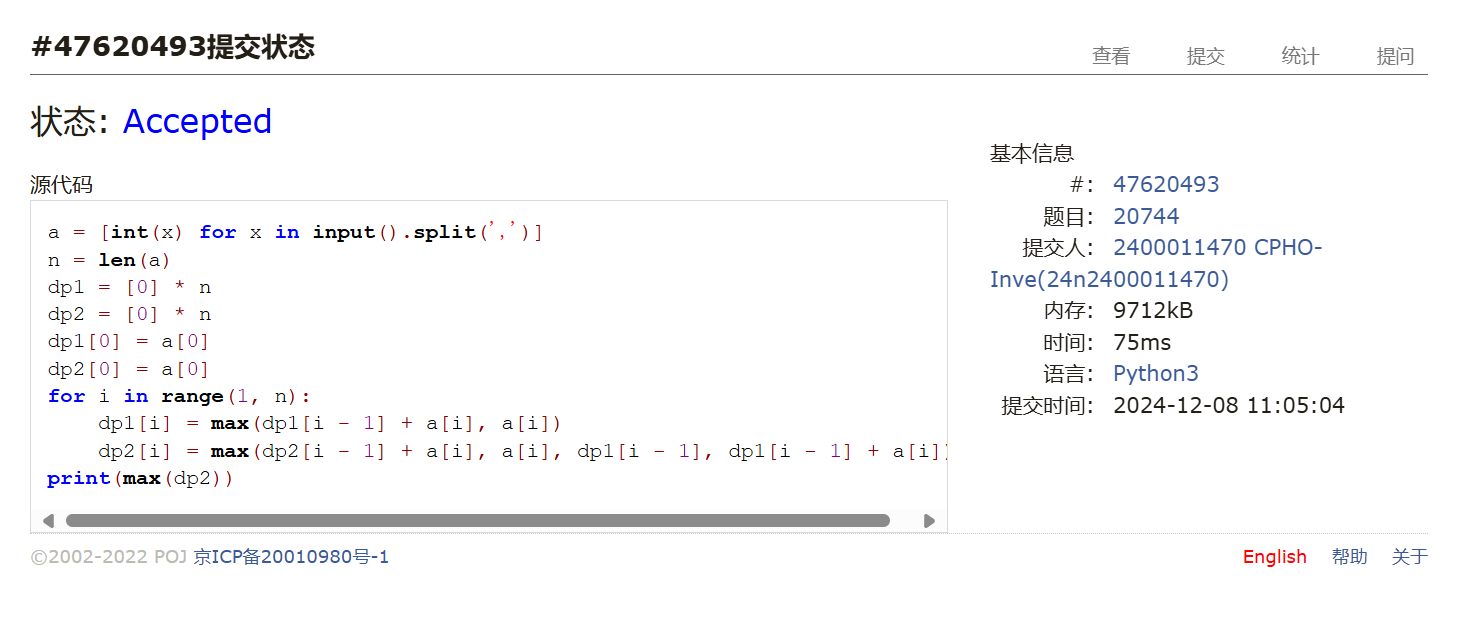 #47620493提交状态
查看 提交 统计 提问
状态: Accepted
源代码
a = [int(x) for x in input().split(',')]
n = len(a)
dp1 = [0] * n
dp2 = [0] * n
dp1[0] = a[0]
dp2[0] = a[0]
for i in range(1, n):
    dp1[i] = max(dp1[i - 1] + a[i], a[i])
    dp2[i] = max(dp2[i - 1] + a[i], a[i], dp1[i - 1], dp1[i - 1] + a[i])
print(max(dp2))
基本信息
#: 47620493
题目: 20744
提交人: 2400011470 CPHO-
Inve(24n2400011470)
内存: 9712kB
时间: 75ms
语言: Python3
提交时间: 2024-12-08 11:05:04
©2002-2022 POJ 京ICP备20010980号-1
English 帮助 关于